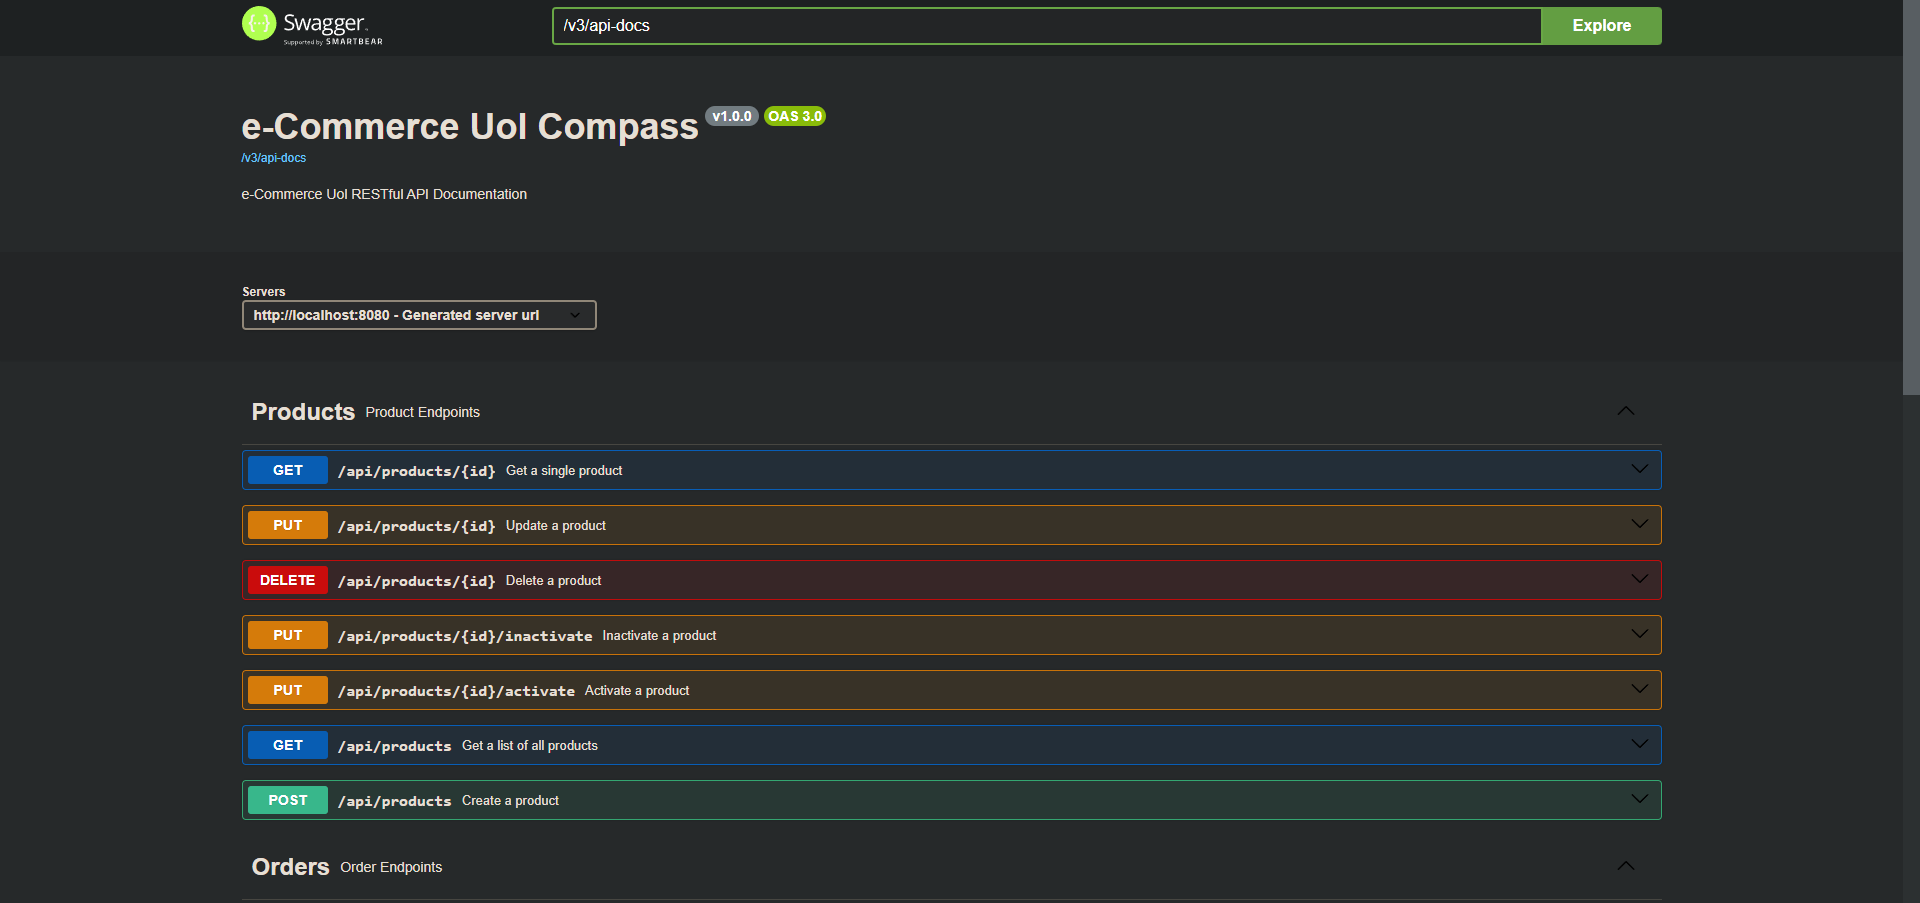 Swagger
Supported by SMARTBEAR
/v3/api-docs
Explore
e-Commerce Uol Compass v1.0.0 OAS 3.0
/v3/api-docs
e-Commerce Uol RESTful API Documentation
Servers
http://localhost:8080 - Generated server url
Products Product Endpoints
GET /api/products/{id} Get a single product
PUT /api/products/{id} Update a product
DELETE /api/products/{id} Delete a product
PUT /api/products/{id}/inactivate Inactivate a product
PUT /api/products/{id}/activate Activate a product
GET /api/products Get a list of all products
POST /api/products Create a product
Orders Order Endpoints